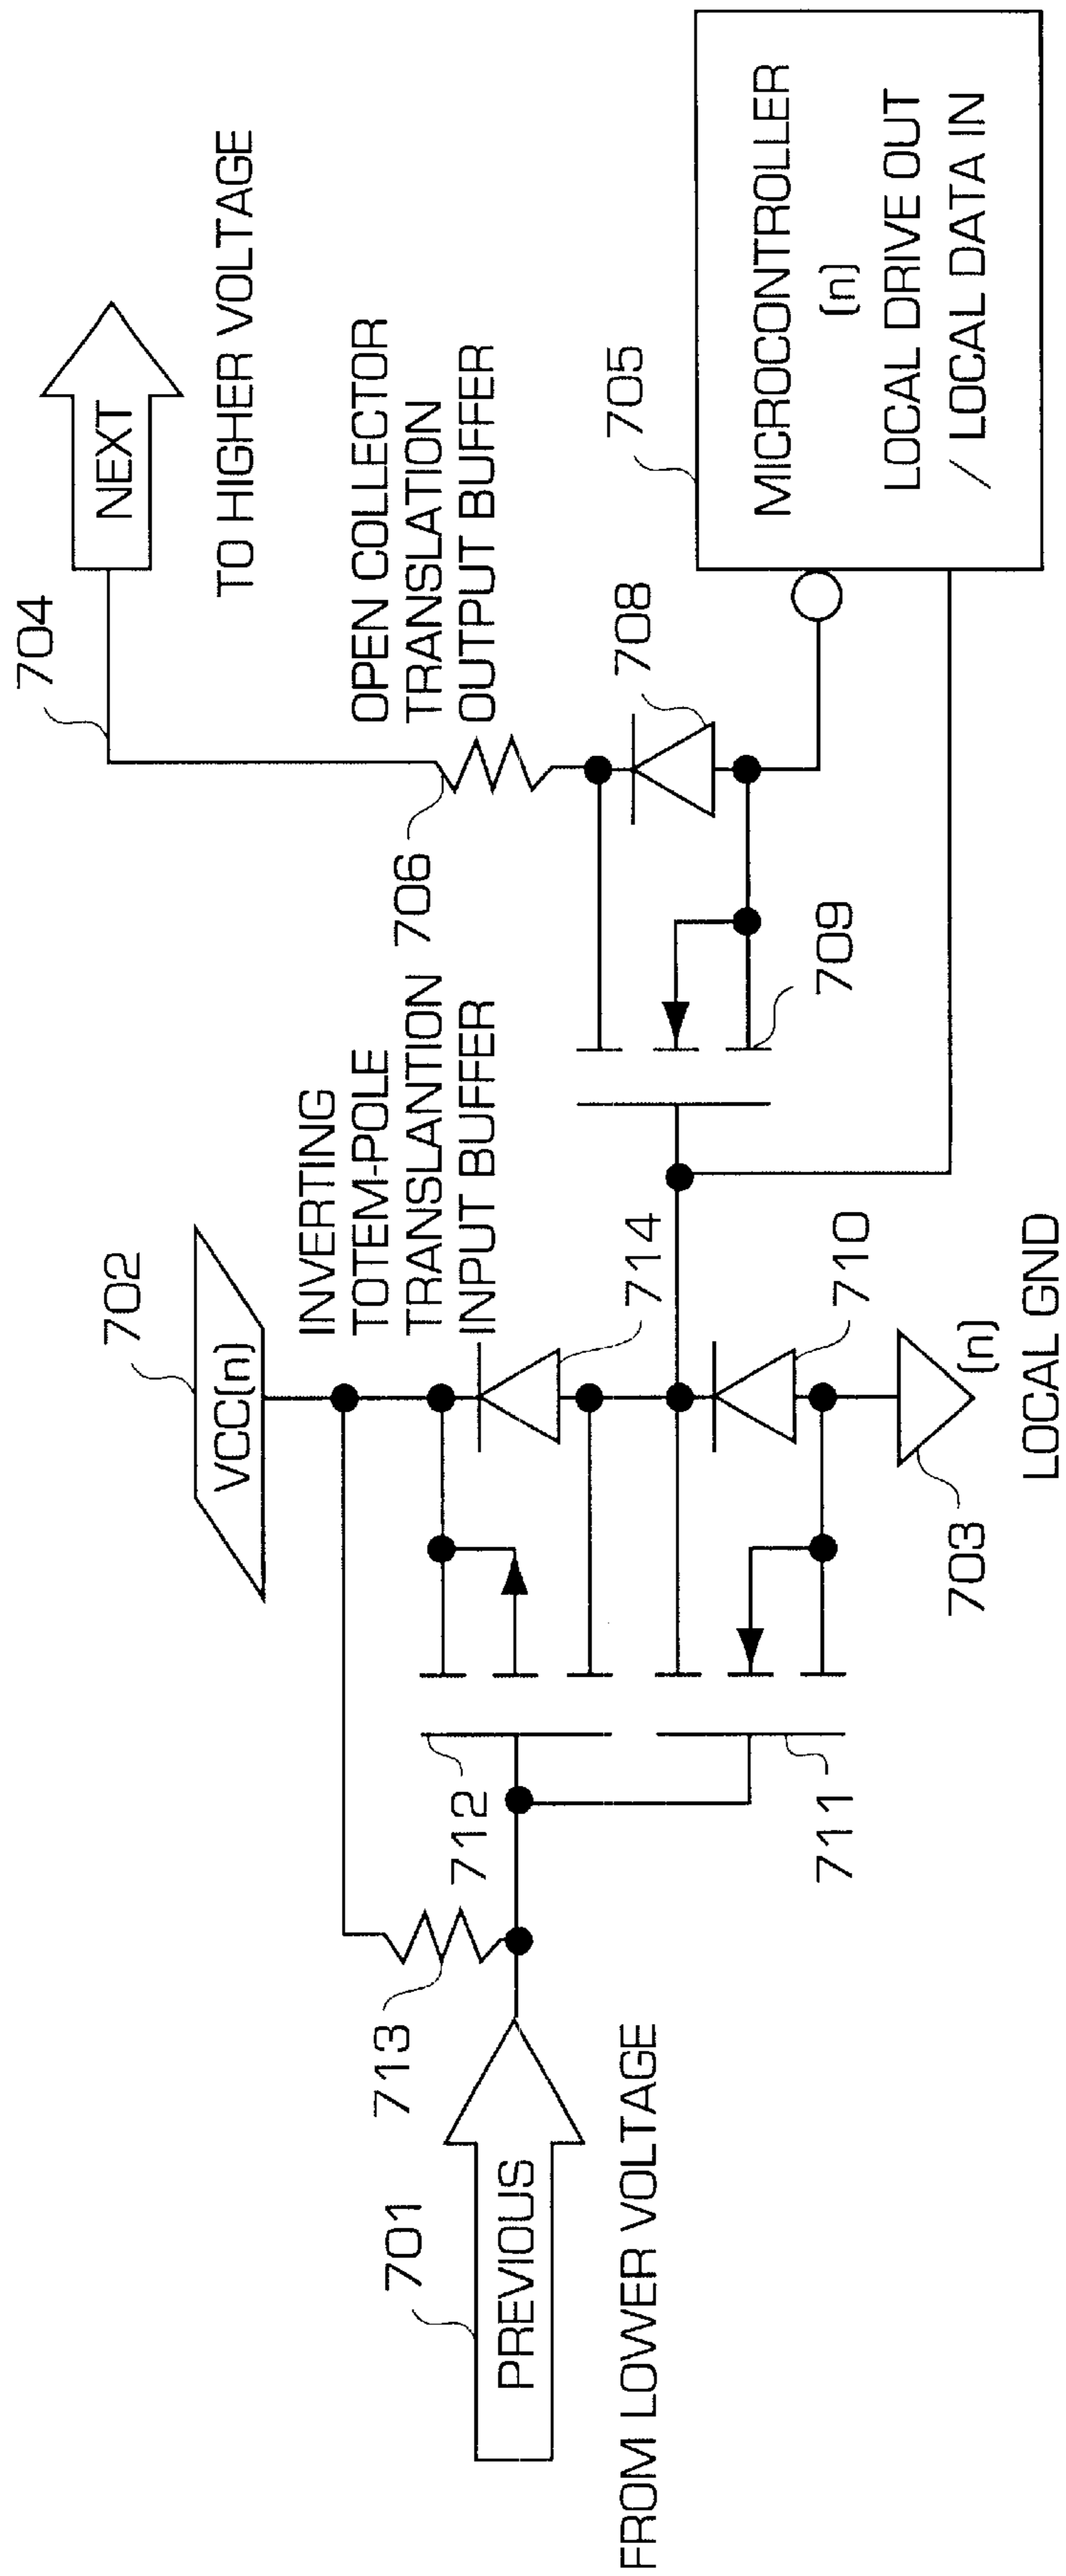 701
PREVIOUS
FROM LOWER VOLTAGE
713
712
711
702
VCC(n)
INVERTING
TOTEM-POLE
TRANSLANTION
INPUT BUFFER
714
710
703
(n)
LOCAL GND
704
NEXT
TO HIGHER VOLTAGE
706
OPEN COLLECTOR
TRANSLATION
OUTPUT BUFFER
708
709
705
MICROCONTROLLER
(n)
LOCAL DRIVE OUT
/ LOCAL DATA IN